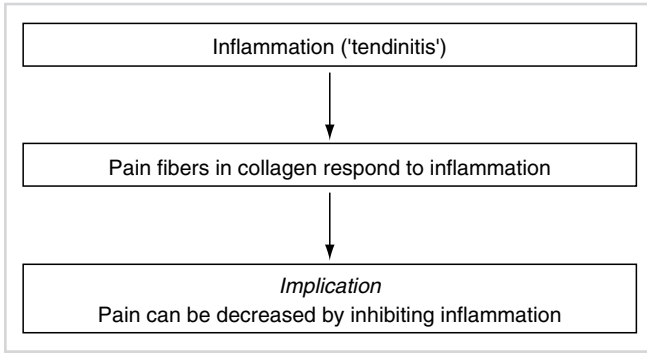 Inflammation ('tendinitis')
Pain fibers in collagen respond to inflammation
Implication
Pain can be decreased by inhibiting inflammation